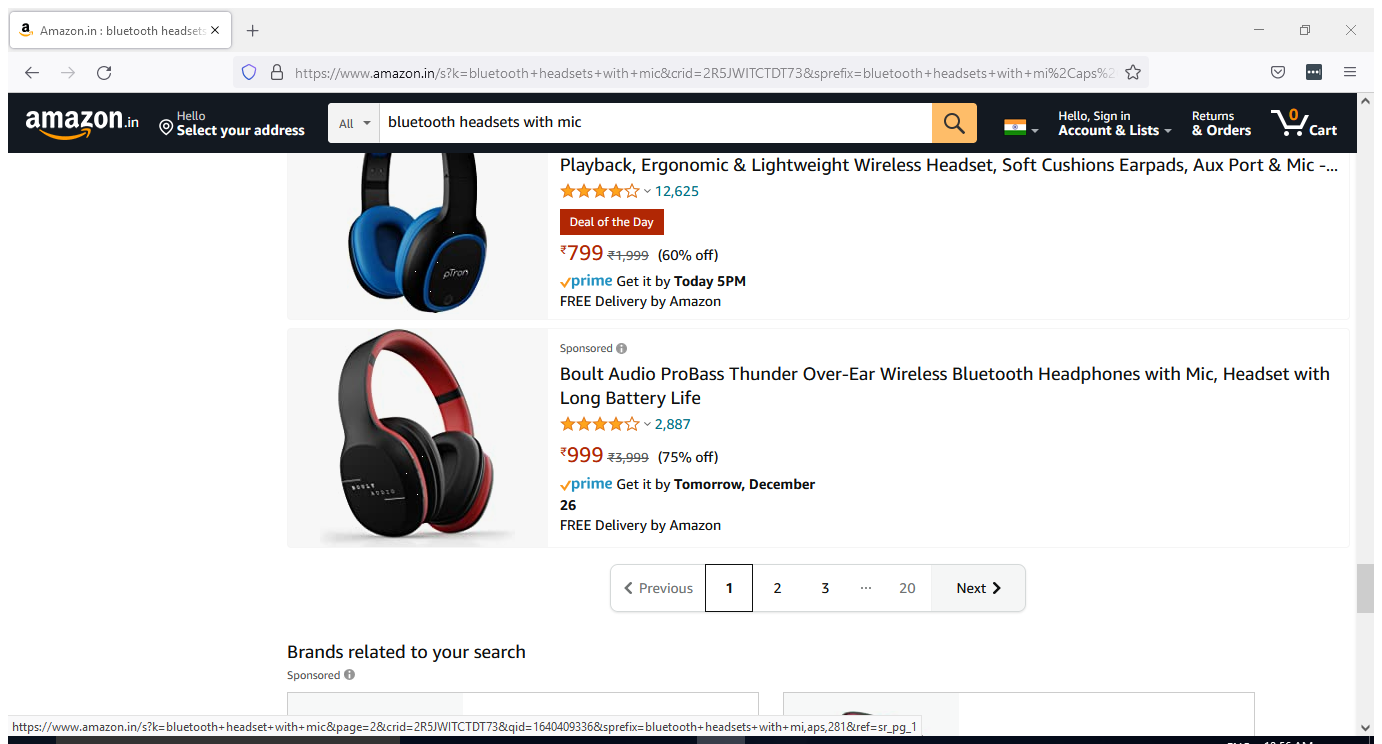 Amazon.in : bluetooth headsets
https://www.amazon.in/s?k=bluetooth+headsets+with+mic&crid=2R5JWITCTDT73&sprefix=bluetooth+headsets+with+mi%2Caps%2
amazon.in
Hello
Select your address
All
bluetooth headsets with mic
Hello, Sign in
Account & Lists
Returns
& Orders
0
Cart
Playback, Ergonomic & Lightweight Wireless Headset, Soft Cushions Earpads, Aux Port & Mic -...
12,625
Deal of the Day
₹799 ₹1,999 (60% off)
prime Get it by Today 5PM
FREE Delivery by Amazon
pTron
Sponsored
Boult Audio ProBass Thunder Over-Ear Wireless Bluetooth Headphones with Mic, Headset with
Long Battery Life
2,887
₹999 ₹3,999 (75% off)
prime Get it by Tomorrow, December
26
FREE Delivery by Amazon
BOULT
AUDIO
Previous 1 2 3 ... 20 Next
Brands related to your search
Sponsored
https://www.amazon.in/s?k=bluetooth+headset+with+mic&page=2&crid=2R5JWITCTDT73&qid=1640409336&sprefix=bluetooth+headsets+with+mi,aps,281&ref=sr_pg_1